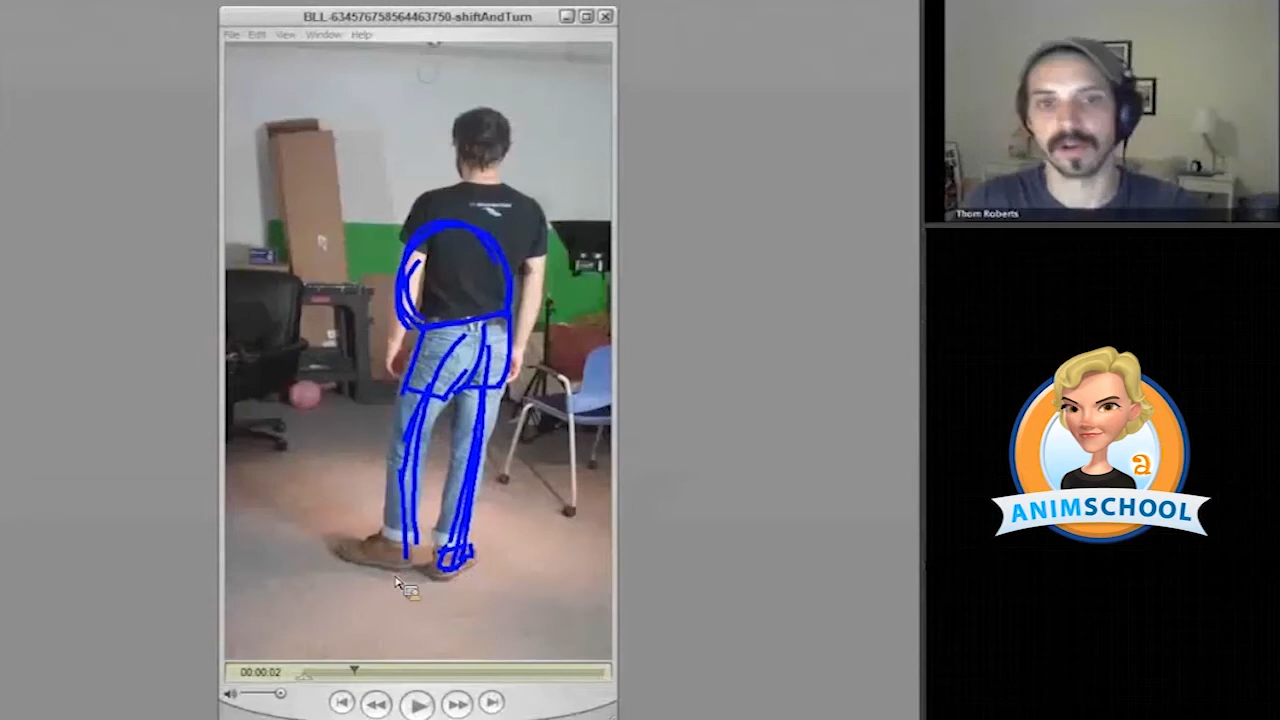 BLL-634576758564463750-shiftAndTurn
File Edit View Window Help
00:00:02
Thom Roberts
a
ANIMSCHOOL